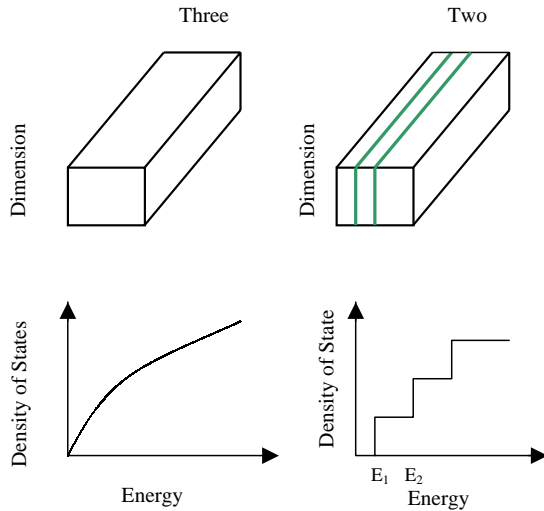 Three
Two
Dimension
Dimension
Density of States
Density of State
E₁ E₂
Energy
Energy